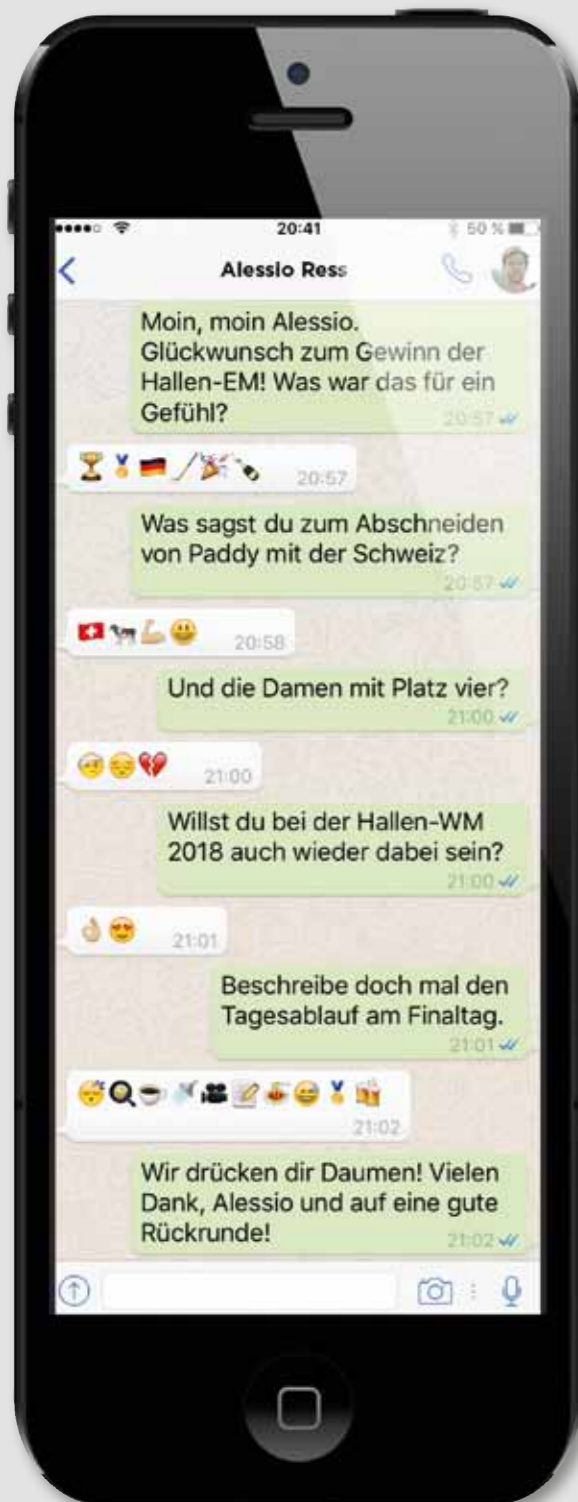 20:41
50 %
Alessio Ress
Moin, moin Alessio.
Glückwunsch zum Gewinn der
Hallen-EM! Was war das für ein
Gefühl?
20:57
20:57
Was sagst du zum Abschneiden
von Paddy mit der Schweiz?
20:57
20:58
Und die Damen mit Platz vier?
21:00
21:00
Willst du bei der Hallen-WM
2018 auch wieder dabei sein?
21:00
21:01
Beschreibe doch mal den
Tagesablauf am Finaltag.
21:01
21:02
Wir drücken dir Daumen! Vielen
Dank, Alessio und auf eine gute
Rückrunde!
21:02